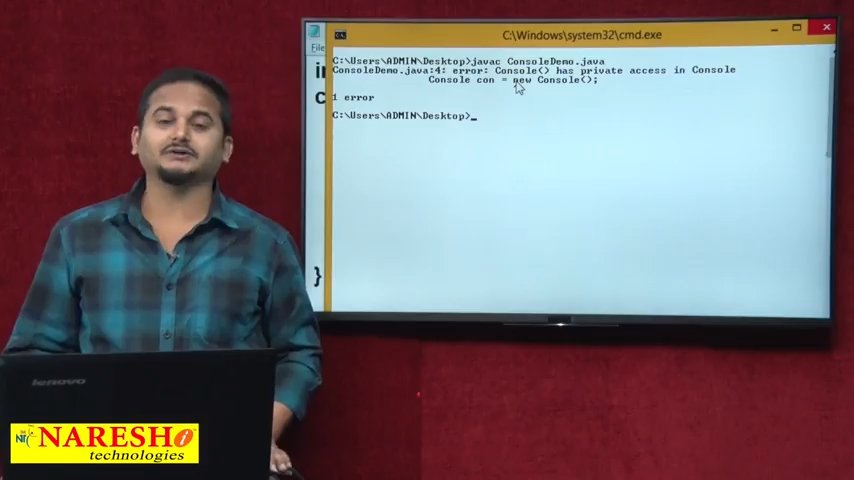 C:\Windows\system32\cmd.exe
File
C:\Users\ADMIN\Desktop>javac ConsoleDemo.java
ConsoleDemo.java:4: error: Console() has private access in Console
Console con = new Console();
1 error
C:\Users\ADMIN\Desktop>_
}
lenovo
NARESH i
technologies